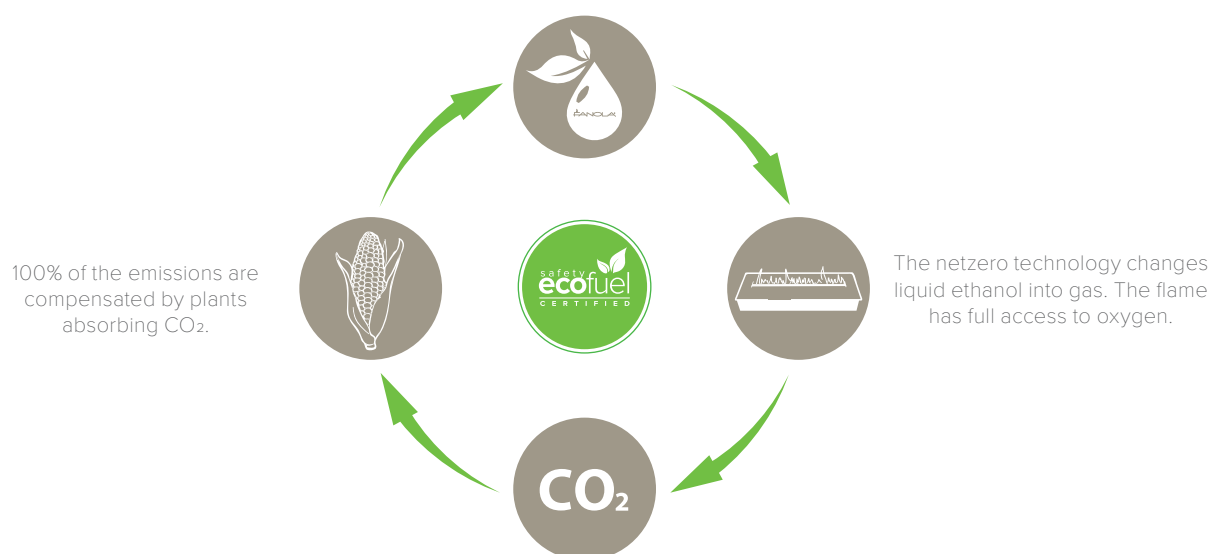 FANOLA
100% of the emissions are
compensated by plants
absorbing CO₂.
safety
ecofuel
CERTIFIED
The netzero technology changes
liquid ethanol into gas. The flame
has full access to oxygen.
CO₂